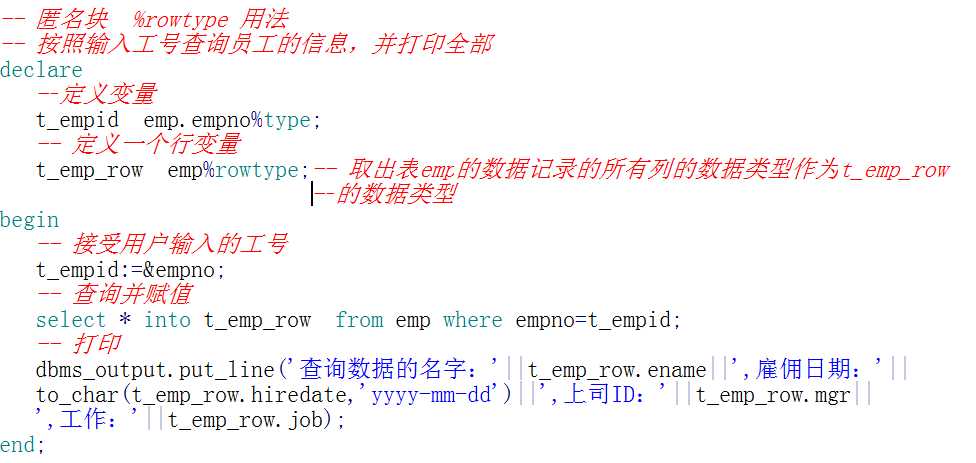 -- 匿名块  %rowtype 用法
-- 按照输入工号查询员工的信息，并打印全部
declare
   --定义变量
   t_empid  emp.empno%type;
   -- 定义一个行变量
   t_emp_row  emp%rowtype;-- 取出表emp的数据记录的所有列的数据类型作为t_emp_row
                          --的数据类型
begin
   -- 接受用户输入的工号
   t_empid:=&empno;
   -- 查询并赋值
   select * into t_emp_row  from emp where empno=t_empid;
   -- 打印
   dbms_output.put_line('查询数据的名字：'||t_emp_row.ename||',雇佣日期：'||
   to_char(t_emp_row.hiredate,'yyyy-mm-dd')||',上司ID：'||t_emp_row.mgr||
   ',工作：'||t_emp_row.job);
end;